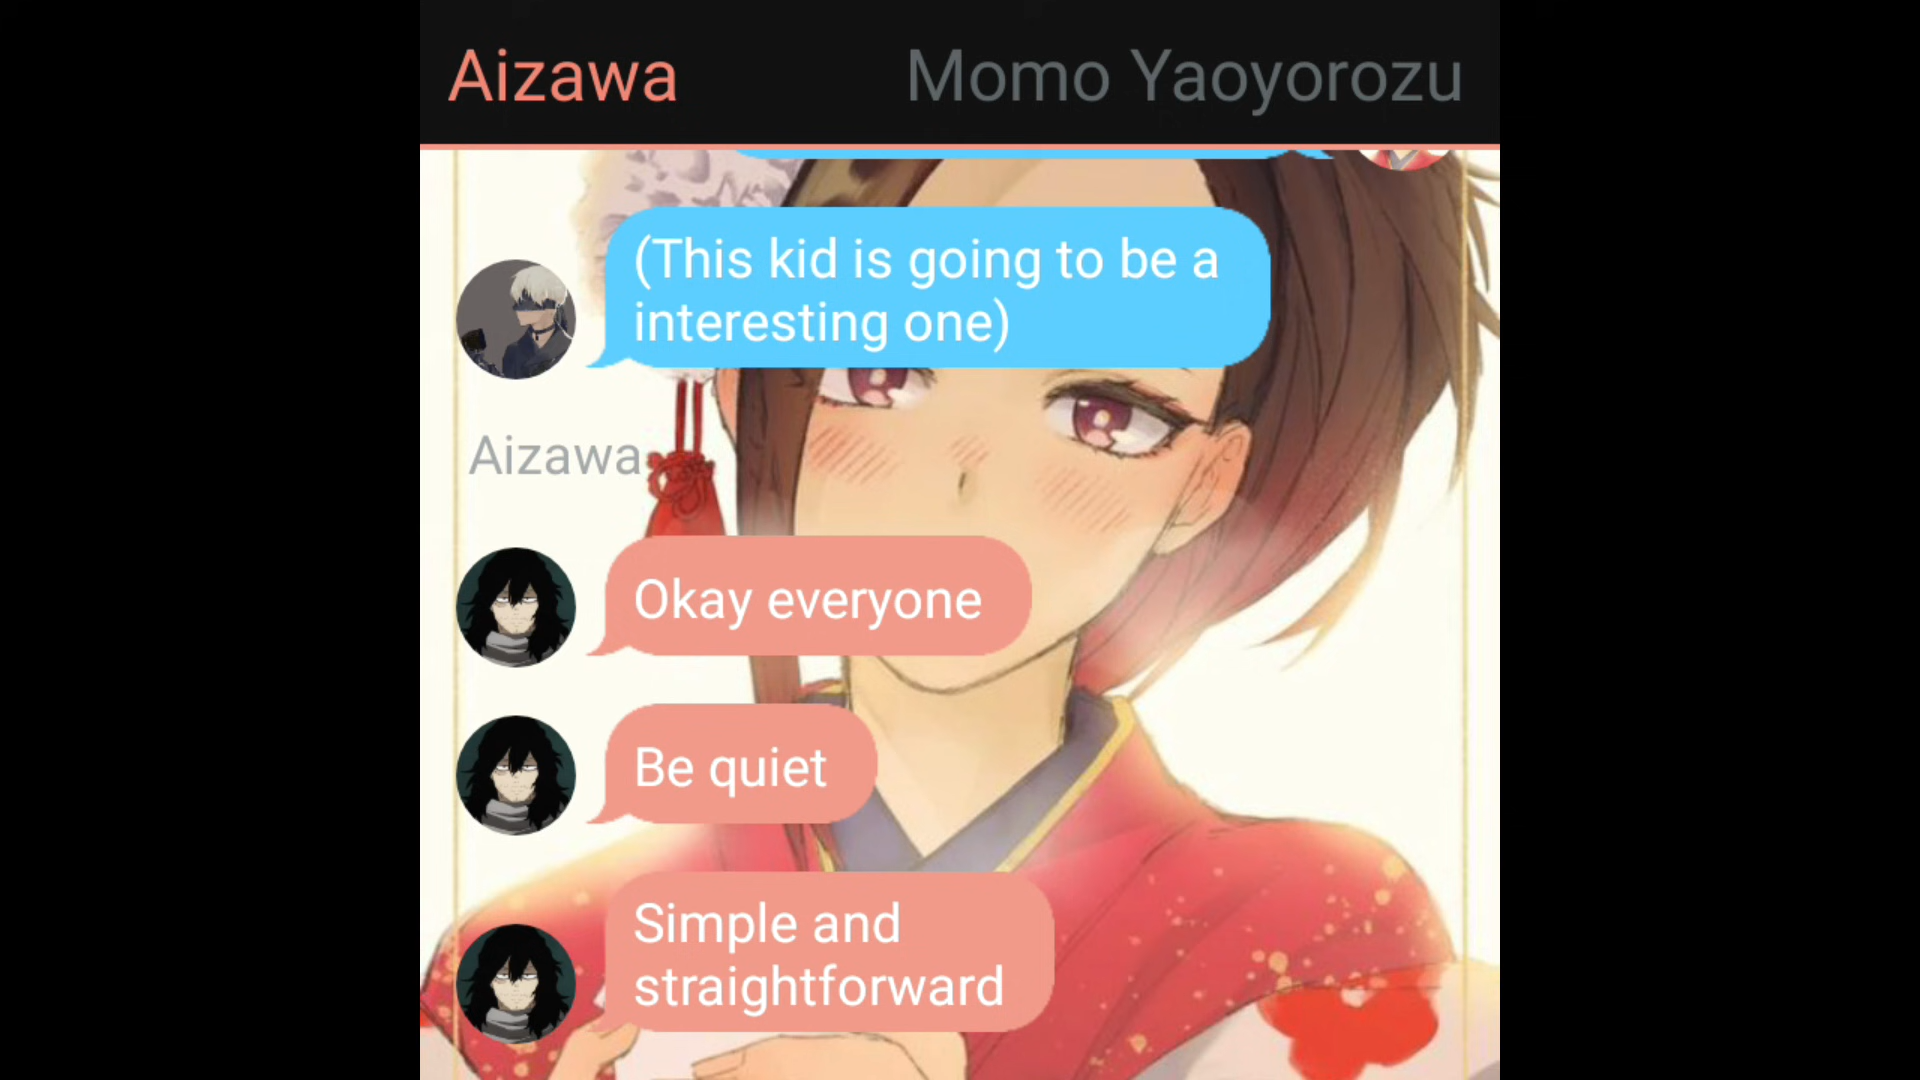 Aizawa
Momo Yaoyorozu
(This kid is going to be a
interesting one)
Aizawa
Okay everyone
Be quiet
Simple and
straightforward